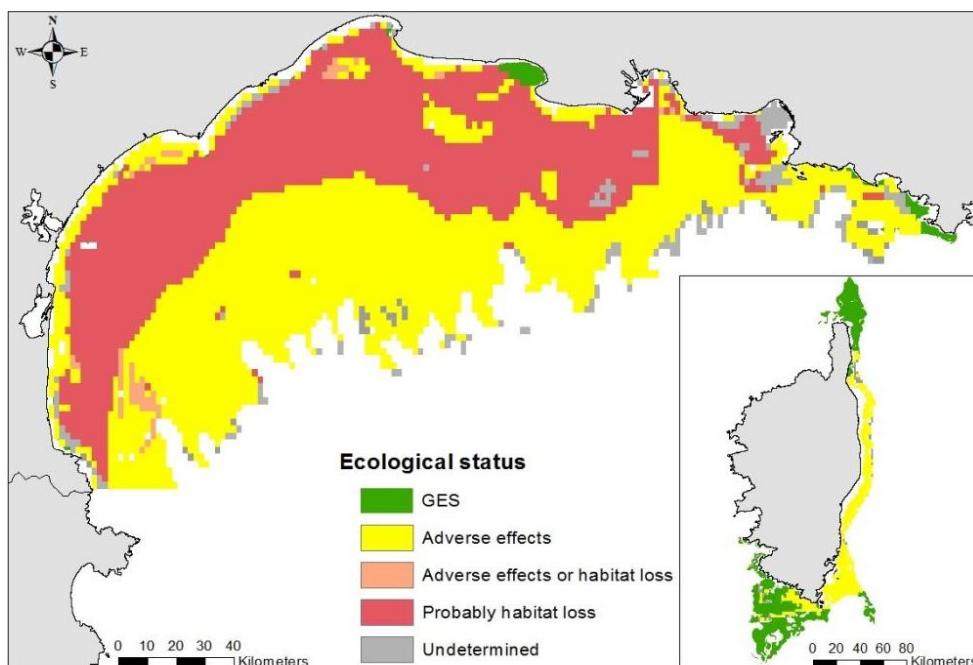 N
W E
S
Ecological status
GES
Adverse effects
Adverse effects or habitat loss
Probably habitat loss
Undetermined
0 10 20 30 40
Kilometers
0 20 40 60 80
Kilometers